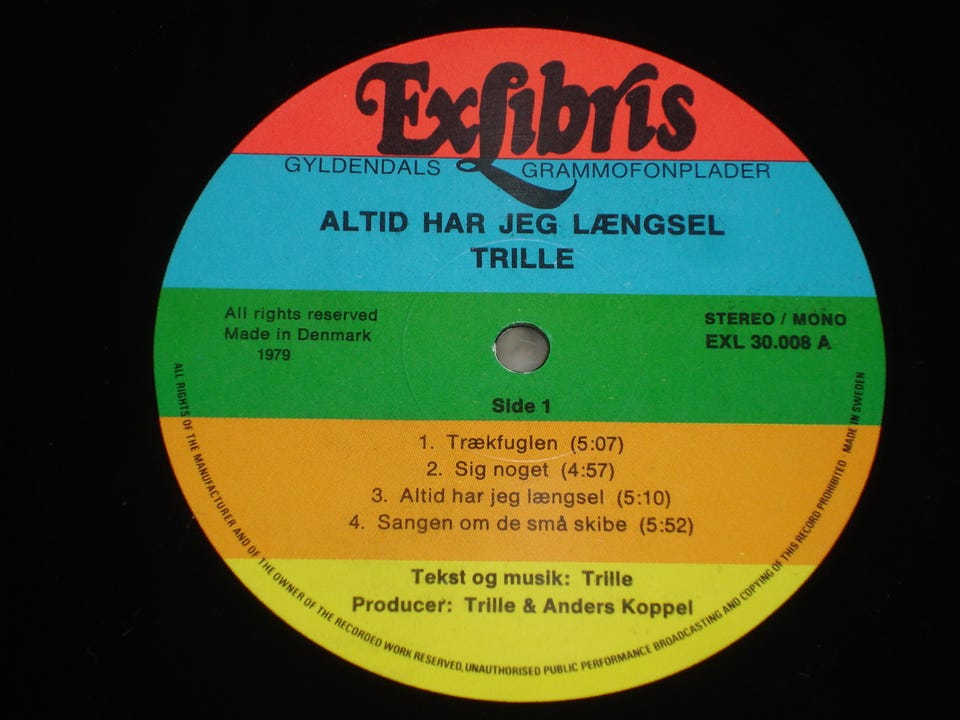 ExLibris
GYLDENDALS GRAMMOFONPLADER
ALTID HAR JEG LÆNGSEL
TRILLE
All rights reserved
Made in Denmark
1979
STEREO / MONO
EXL 30.008 A
Side 1
1. Trækfuglen (5:07)
2. Sig noget (4:57)
3. Altid har jeg længsel (5:10)
4. Sangen om de små skibe (5:52)
Tekst og musik: Trille
Producer: Trille & Anders Koppel
ALL RIGHTS OF THE MANUFACTURER AND OF THE OWNER OF THE RECORDED WORK RESERVED, UNAUTHORISED PUBLIC PERFORMANCE BROADCASTING AND COPYING OF THIS RECORD PROHIBITED · MADE IN SWEDEN